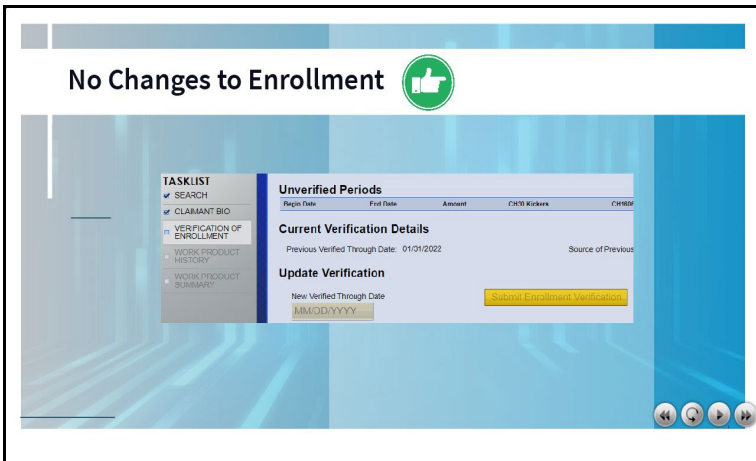 No Changes to Enrollment
TASKLIST
SEARCH
CLAIMANT BIO
VERIFICATION OF
ENROLLMENT
WORK PRODUCT
HISTORY
WORK PRODUCT
SUMMARY
Unverified Periods
Begin Date End Date Amount CH30 Kickers CH1606
Current Verification Details
Previous Verified Through Date: 01/01/2022 Source of Previous
Update Verification
New Verified Through Date
MM/DD/YYYY
Submit Enrollment Verification